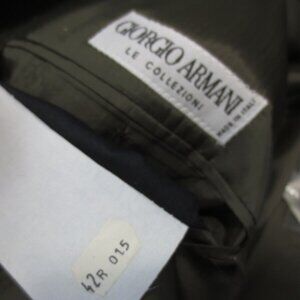 GIORGIO ARMANI
LE COLLEZIONI
MADE IN ITALY
42R 015